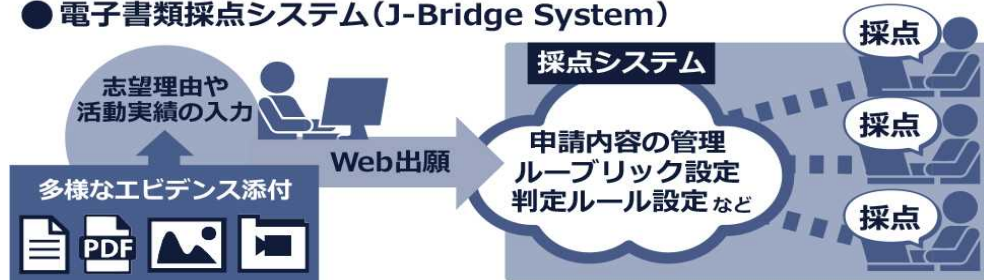 ●電子書類採点システム(J-Bridge System)
志望理由や
活動実績の入力
多様なエビデンス添付
PDF
Web出願
採点システム
申請内容の管理
ルーブリック設定
判定ルール設定 など
採点
採点
採点